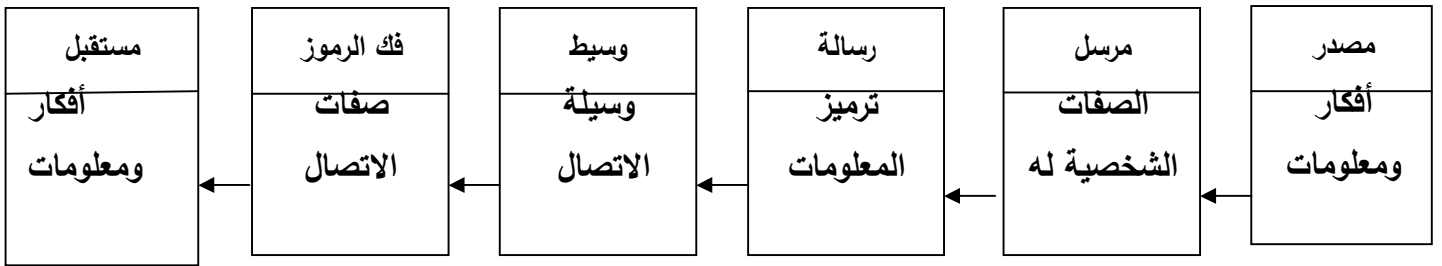 مصدر
أفكار
ومعلومات
مرسل
الصفات
الشخصية له
رسالة
ترميز
المعلومات
وسيط
وسيلة
الاتصال
فك الرموز
صفات
الاتصال
مستقبل
أفكار
ومعلومات